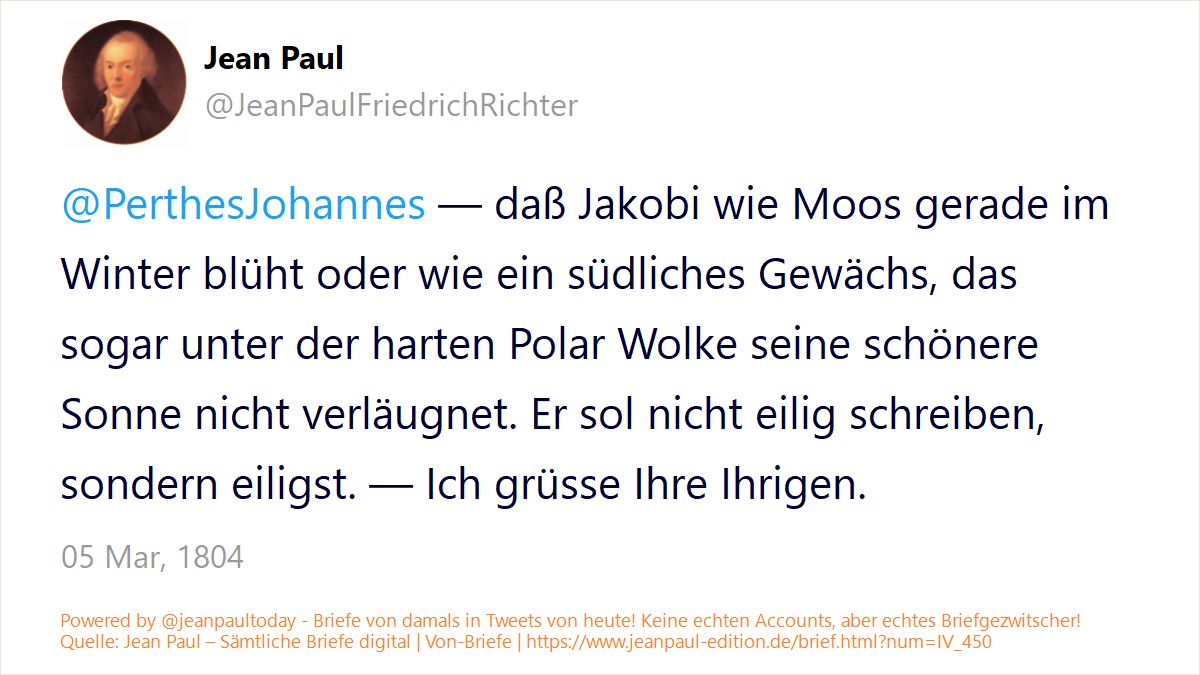 Jean Paul
@JeanPaulFriedrichRichter
@PerthesJohannes — daß Jakobi wie Moos gerade im
Winter blüht oder wie ein südliches Gewächs, das
sogar unter der harten Polar Wolke seine schönere
Sonne nicht verläugnet. Er sol nicht eilig schreiben,
sondern eiligst. — Ich grüsse Ihre Ihrigen.
05 Mar, 1804
Powered by @jeanpaultoday - Briefe von damals in Tweets von heute! Keine echten Accounts, aber echtes Briefgezwitscher!
Quelle: Jean Paul – Sämtliche Briefe digital | Von-Briefe | https://www.jeanpaul-edition.de/brief.html?num=IV_450